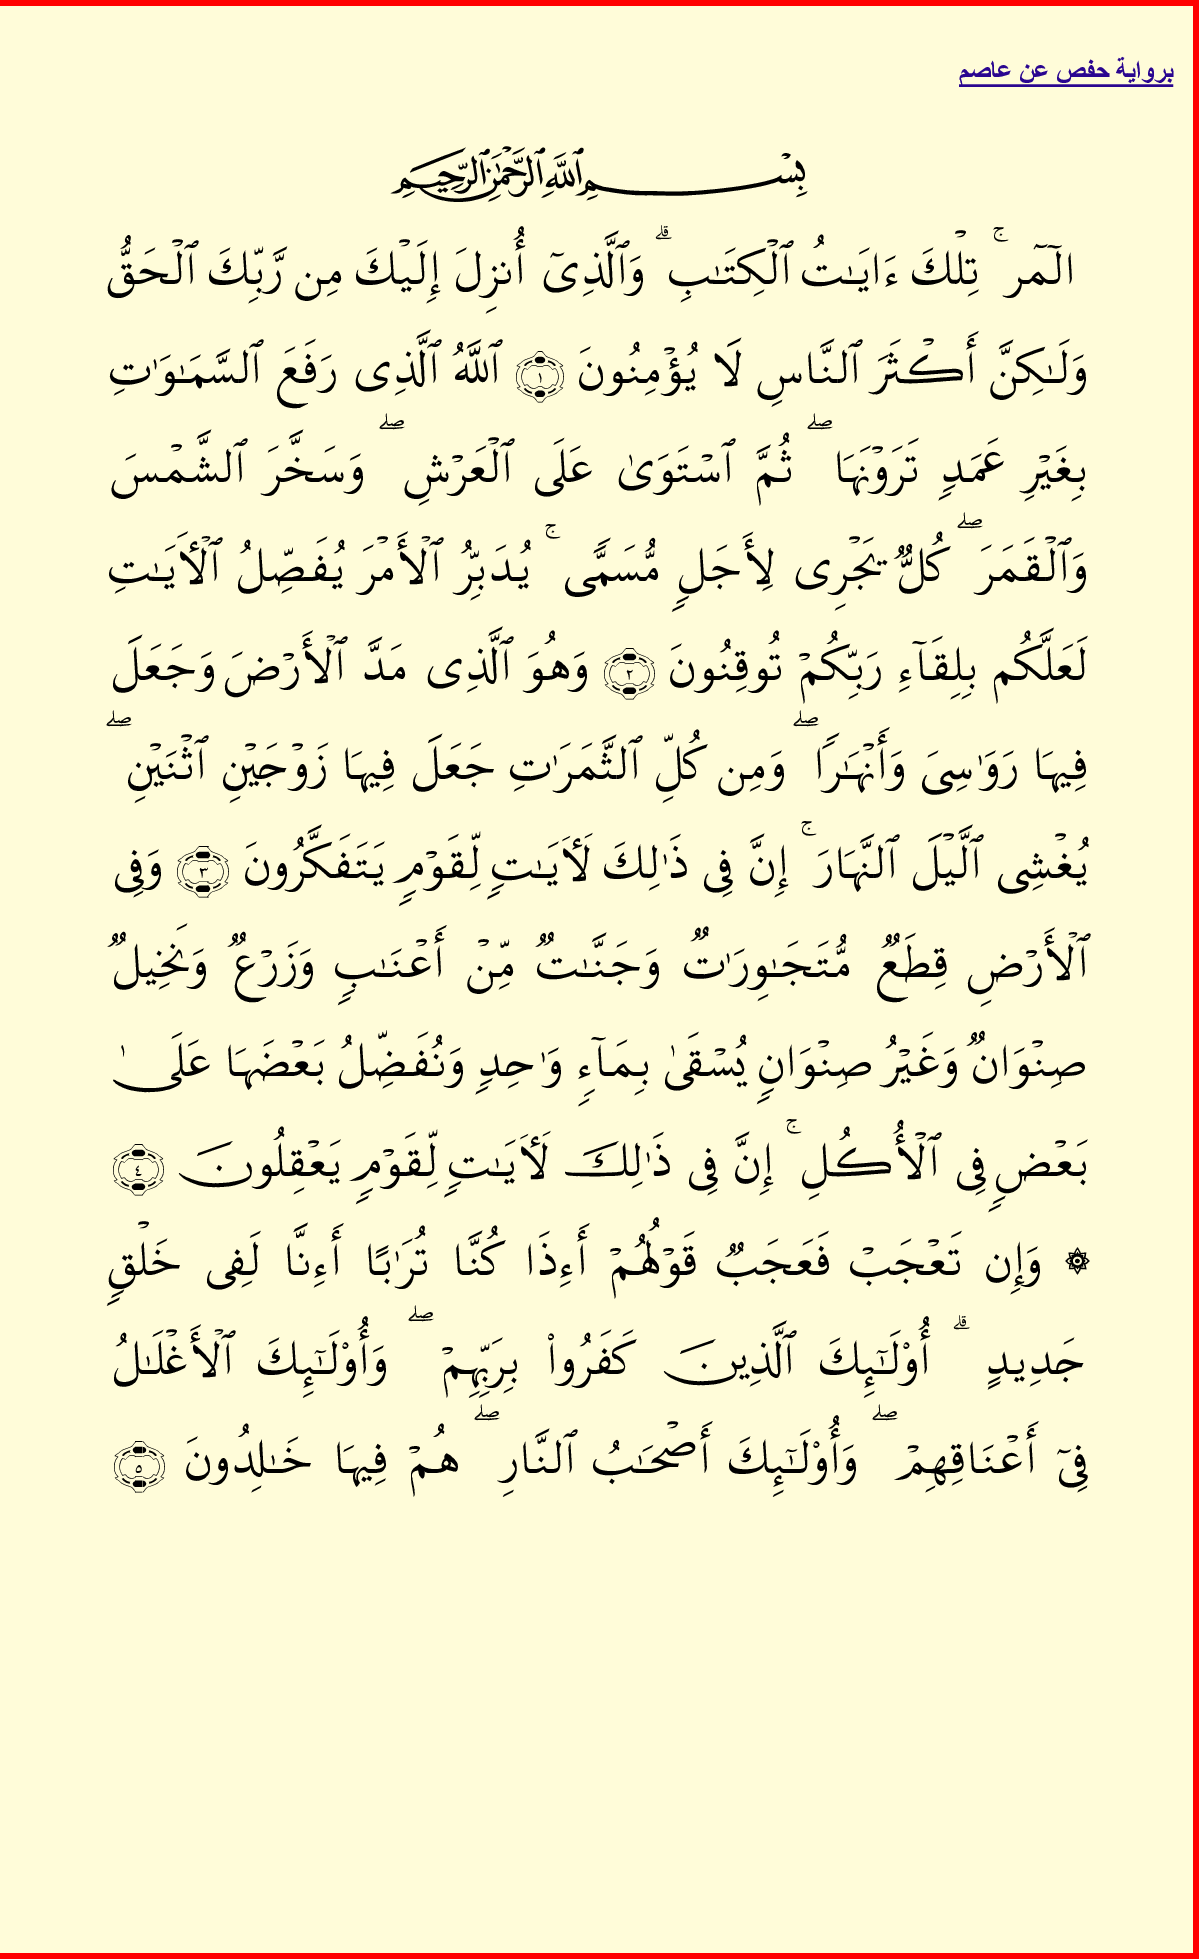 برواية حفص عن عاصم
بِسْمِ ٱللَّهِ ٱلرَّحْمَٰنِ ٱلرَّحِيمِ
الٓمٓر ۚ تِلْكَ ءَايَـٰتُ ٱلْكِتَـٰبِ ۗ وَٱلَّذِىٓ أُنزِلَ إِلَيْكَ مِن رَّبِّكَ ٱلْحَقُّ
وَلَـٰكِنَّ أَكْثَرَ ٱلنَّاسِ لَا يُؤْمِنُونَ ١ ٱللَّهُ ٱلَّذِى رَفَعَ ٱلسَّمَـٰوَٰتِ
بِغَيْرِ عَمَدٍ تَرَوْنَهَا ۖ ثُمَّ ٱسْتَوَىٰ عَلَى ٱلْعَرْشِ ۖ وَسَخَّرَ ٱلشَّمْسَ
وَٱلْقَمَرَ ۖ كُلٌّ يَجْرِى لِأَجَلٍ مُّسَمًّى ۚ يُدَبِّرُ ٱلْأَمْرَ يُفَصِّلُ ٱلْـَٔايَـٰتِ
لَعَلَّكُم بِلِقَآءِ رَبِّكُمْ تُوقِنُونَ ٢ وَهُوَ ٱلَّذِى مَدَّ ٱلْأَرْضَ وَجَعَلَ
فِيهَا رَوَٰسِىَ وَأَنْهَـٰرًا ۖ وَمِن كُلِّ ٱلثَّمَرَٰتِ جَعَلَ فِيهَا زَوْجَيْنِ ٱثْنَيْنِ ۖ
يُغْشِى ٱلَّيْلَ ٱلنَّهَارَ ۚ إِنَّ فِى ذَٰلِكَ لَـَٔايَـٰتٍ لِّقَوْمٍ يَتَفَكَّرُونَ ٣ وَفِى
ٱلْأَرْضِ قِطَعٌ مُّتَجَـٰوِرَٰتٌ وَجَنَّـٰتٌ مِّنْ أَعْنَـٰبٍ وَزَرْعٌ وَنَخِيلٌ
صِنْوَانٌ وَغَيْرُ صِنْوَانٍ يُسْقَىٰ بِمَآءٍ وَٰحِدٍ وَنُفَضِّلُ بَعْضَهَا عَلَىٰ
بَعْضٍ فِى ٱلْأُكُلِ ۚ إِنَّ فِى ذَٰلِكَ لَـَٔايَـٰتٍ لِّقَوْمٍ يَعْقِلُونَ ٤
۞ وَإِن تَعْجَبْ فَعَجَبٌ قَوْلُهُمْ أَءِذَا كُنَّا تُرَٰبًا أَءِنَّا لَفِى خَلْقٍ
جَدِيدٍ ۗ أُو۟لَـٰٓئِكَ ٱلَّذِينَ كَفَرُوا۟ بِرَبِّهِمْ ۖ وَأُو۟لَـٰٓئِكَ ٱلْأَغْلَـٰلُ
فِىٓ أَعْنَاقِهِمْ ۖ وَأُو۟لَـٰٓئِكَ أَصْحَـٰبُ ٱلنَّارِ ۖ هُمْ فِيهَا خَـٰلِدُونَ ٥